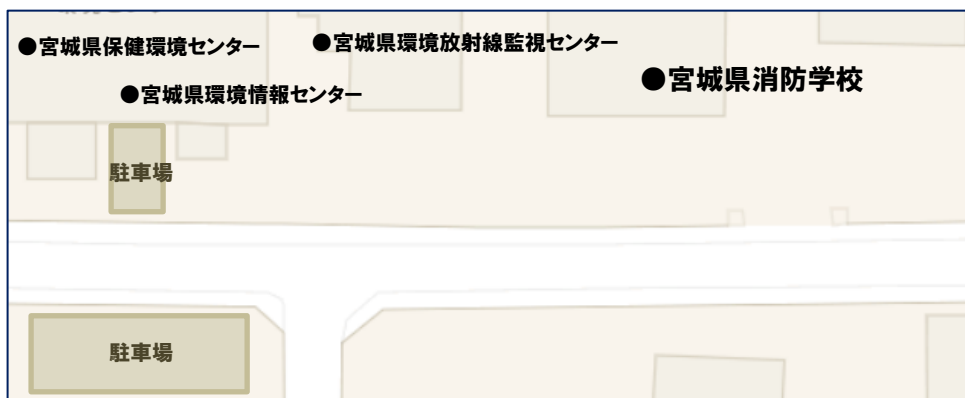 ●宮城県保健環境センター
●宮城県環境放射線監視センター
●宮城県消防学校
●宮城県環境情報センター
駐車場
駐車場